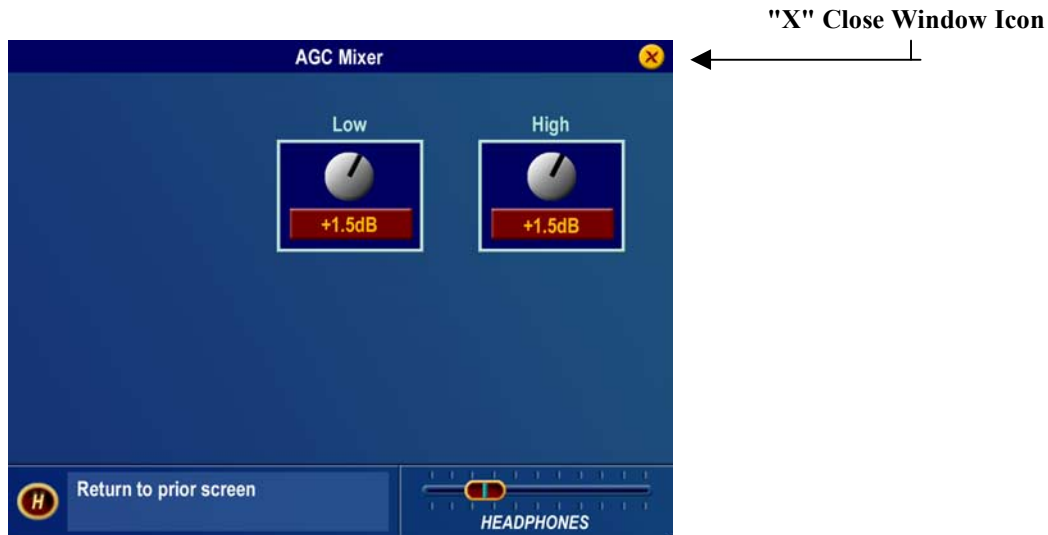 "X" Close Window Icon
AGC Mixer
Low High
+1.5dB +1.5dB
H Return to prior screen
HEADPHONES